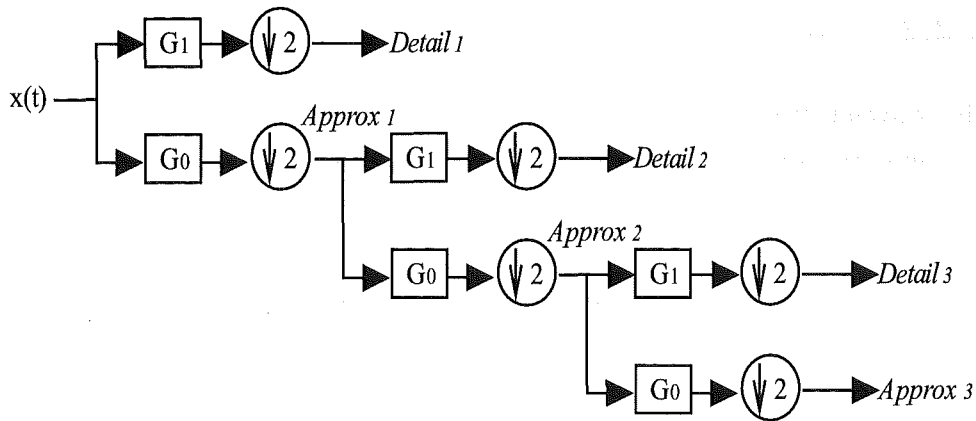 G1 2 Detail 1
x(t)
Approx 1
G0 2 G1 2 Detail 2
Approx 2
G0 2 G1 2 Detail 3
G0 2 Approx 3